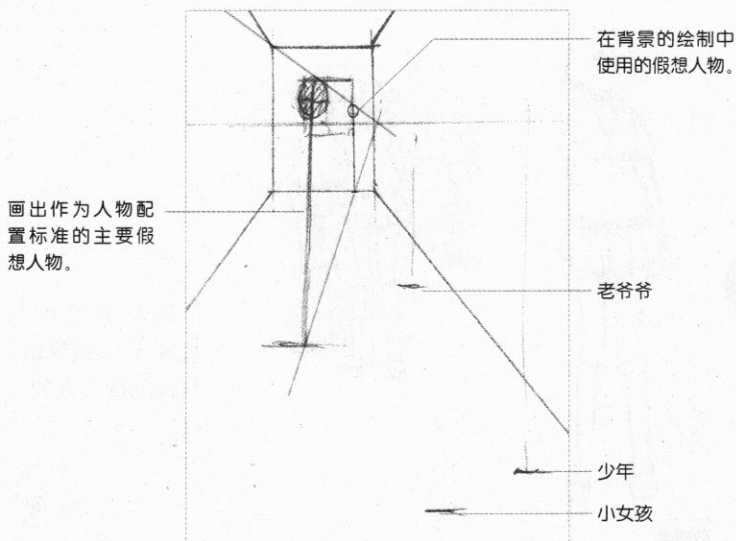 在背景的绘制中
使用的假想人物。
画出作为人物配
置标准的主要假
想人物。
老爷爷
少年
小女孩